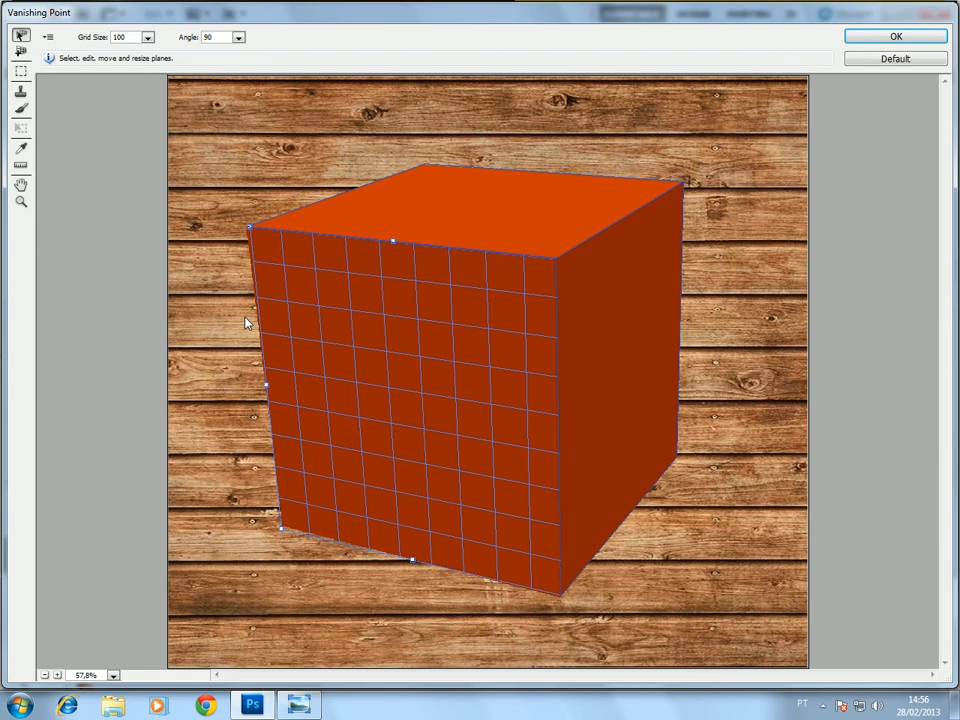 Vanishing Point
Grid Size: 100 Angle: 90 OK
Select, edit, move and resize planes. Default
57,8%
Ps
PT 14:56
28/02/2013